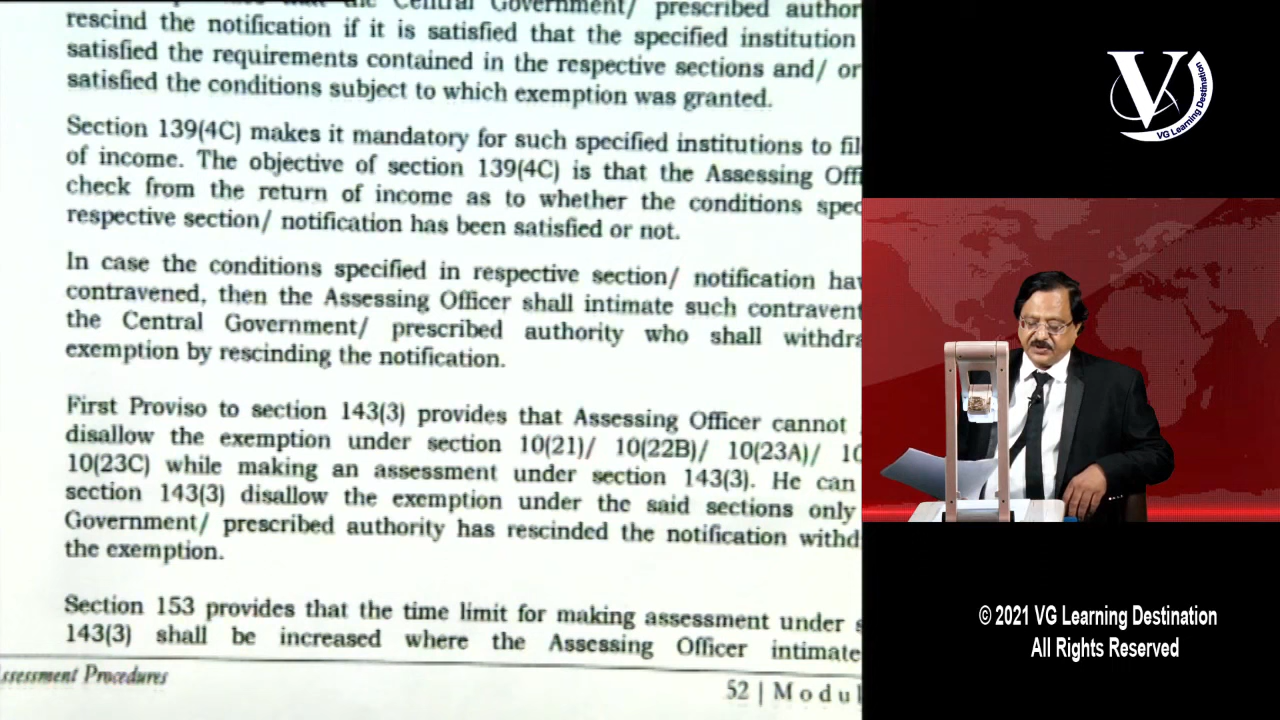 Central Government/ prescribed author
rescind the notification if it is satisfied that the specified institution
satisfied the requirements contained in the respective sections and/ or
satisfied the conditions subject to which exemption was granted.
Section 139(4C) makes it mandatory for such specified institutions to fil
of income. The objective of section 139(4C) is that the Assessing Offi
check from the return of income as to whether the conditions spec
respective section/ notification has been satisfied or not.
In case the conditions specified in respective section/ notification hav
contravened, then the Assessing Officer shall intimate such contravent
the Central Government/ prescribed authority who shall withdra
exemption by rescinding the notification.
First Proviso to section 143(3) provides that Assessing Officer cannot
disallow the exemption under section 10(21)/ 10(22B)/ 10(23A)/ 10
10(23C) while making an assessment under section 143(3). He can
section 143(3) disallow the exemption under the said sections only
Government/ prescribed authority has rescinded the notification withd
the exemption.
Section 153 provides that the time limit for making assessment under s
143(3) shall be increased where the Assessing Officer intimate
ssessment Procedures
52 | Modul
VG Learning Destination
© 2021 VG Learning Destination
All Rights Reserved